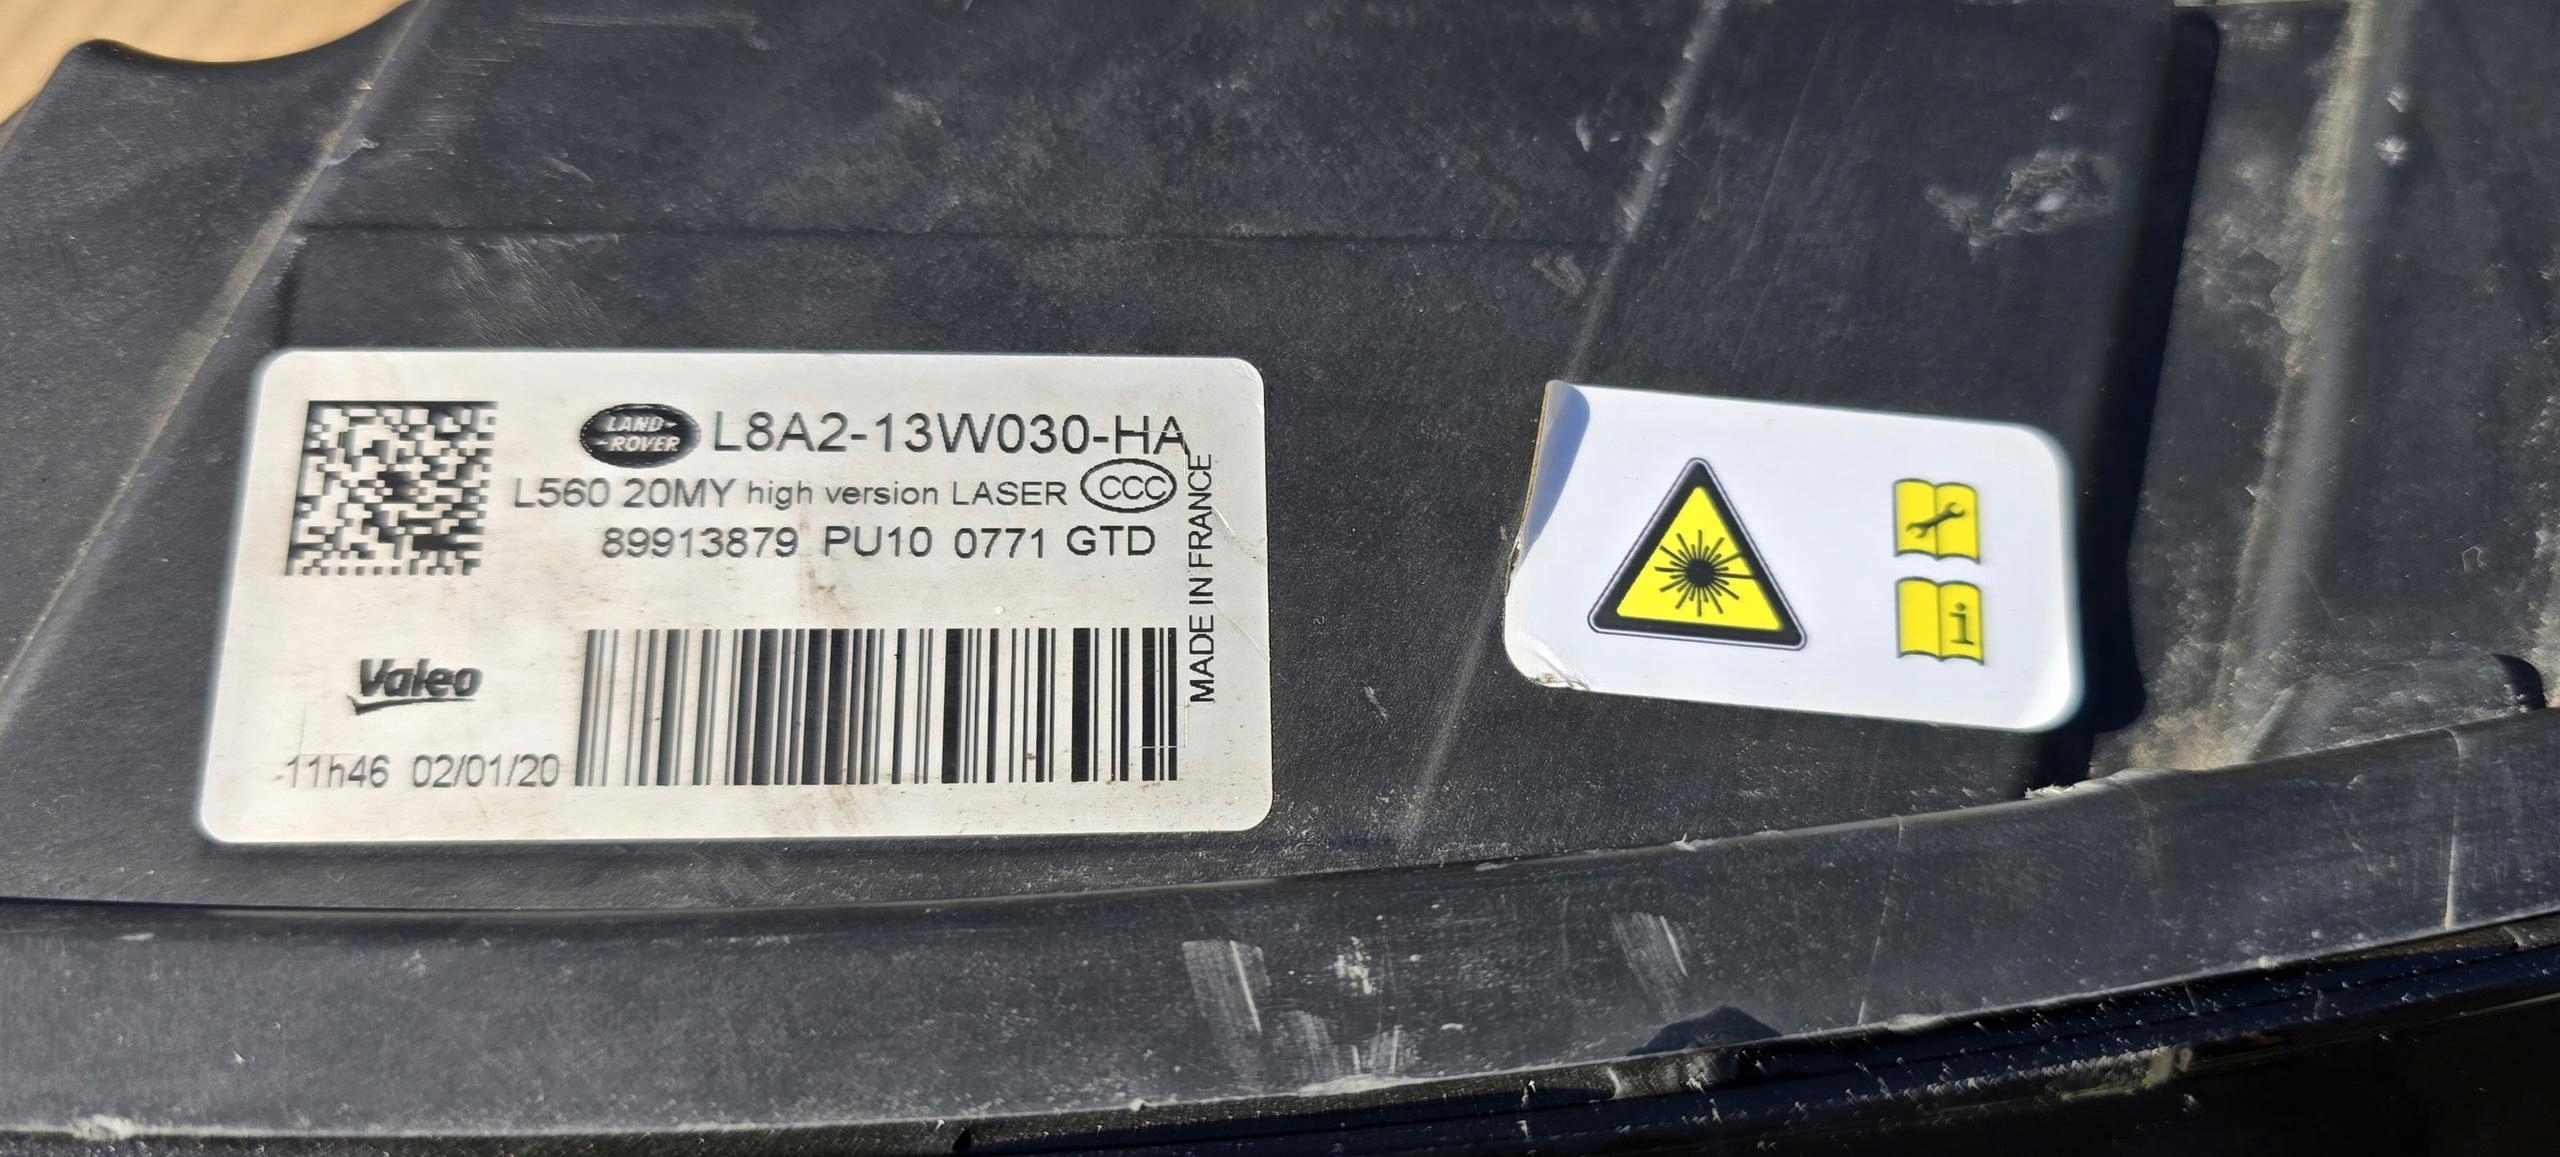 LAND-
-ROVER
L8A2-13W030-HA
L560 20MY high version LASER CCC
89913879 PU10 0771 GTD
MADE IN FRANCE
Valeo
11h46 02/01/20
i